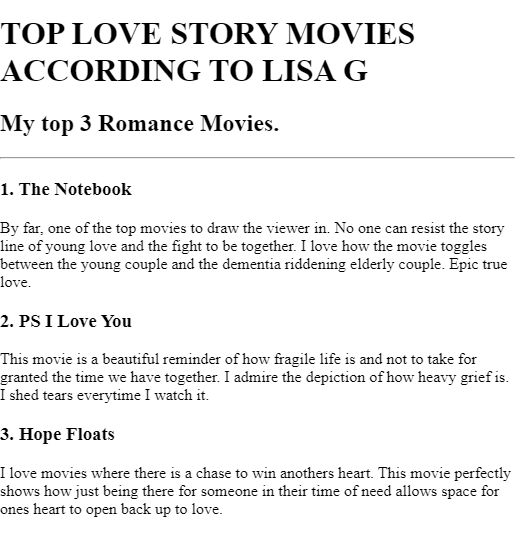 TOP LOVE STORY MOVIES
ACCORDING TO LISA G
My top 3 Romance Movies.
1. The Notebook
By far, one of the top movies to draw the viewer in. No one can resist the story
line of young love and the fight to be together. I love how the movie toggles
between the young couple and the dementia riddening elderly couple. Epic true
love.
2. PS I Love You
This movie is a beautiful reminder of how fragile life is and not to take for
granted the time we have together. I admire the depiction of how heavy grief is.
I shed tears everytime I watch it.
3. Hope Floats
I love movies where there is a chase to win anothers heart. This movie perfectly
shows how just being there for someone in their time of need allows space for
ones heart to open back up to love.